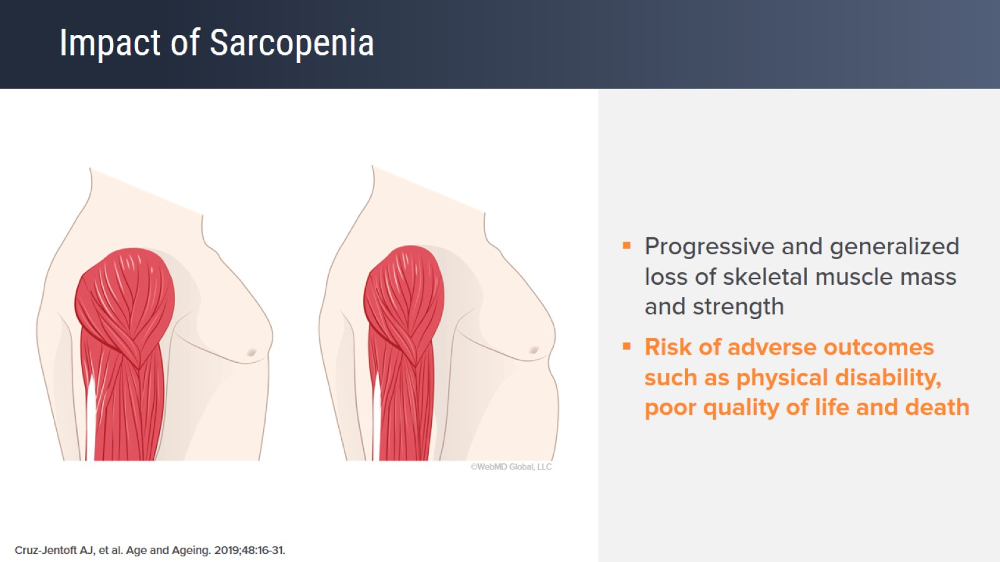 Impact of Sarcopenia
▪ Progressive and generalized
loss of skeletal muscle mass
and strength
▪ Risk of adverse outcomes
such as physical disability,
poor quality of life and death
©WebMD Global, LLC
Cruz-Jentoft AJ, et al. Age and Ageing. 2019;48:16-31.